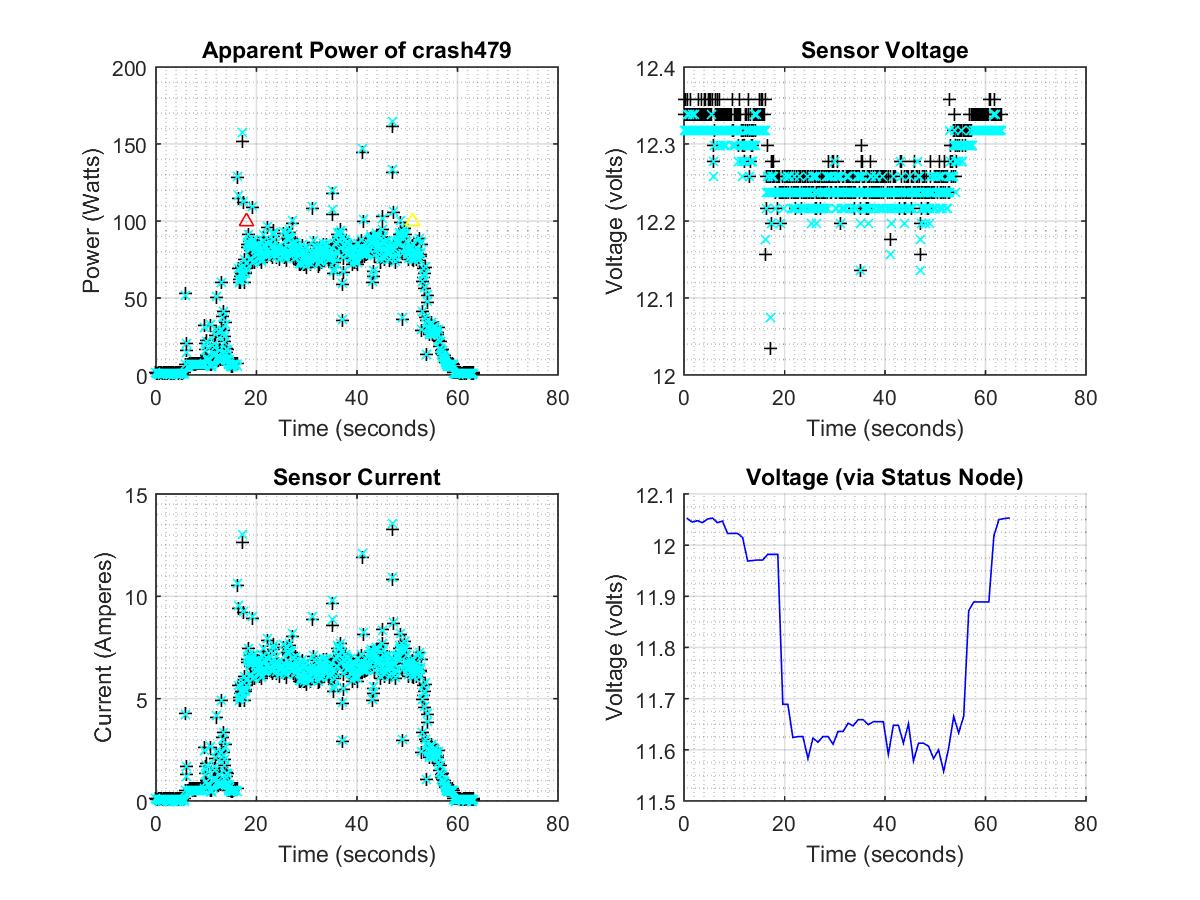 Apparent Power of crash479
200
150
100
50
0
Power (Watts)
0 20 40 60 80
Time (seconds)
Sensor Voltage
12.4
12.3
12.2
12.1
12
Voltage (volts)
0 20 40 60 80
Time (seconds)
Sensor Current
15
10
5
0
Current (Amperes)
0 20 40 60 80
Time (seconds)
Voltage (via Status Node)
12.1
12
11.9
11.8
11.7
11.6
11.5
Voltage (volts)
0 20 40 60 80
Time (seconds)